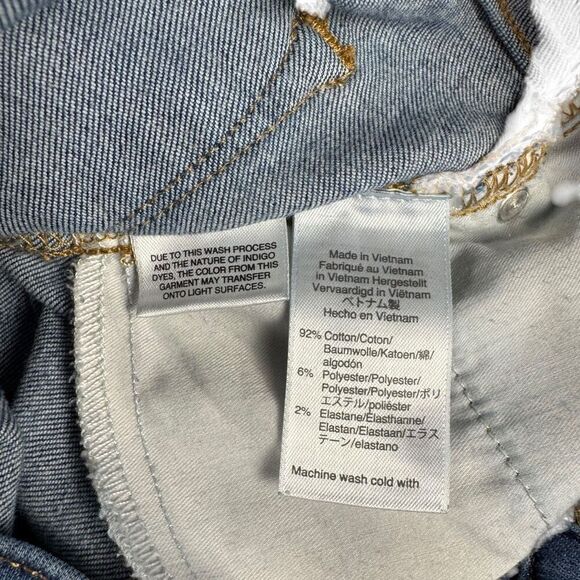 DUE TO THIS WASH PROCESS
AND THE NATURE OF INDIGO
DYES, THE COLOR FROM THIS
GARMENT MAY TRANSFER
ONTO LIGHT SURFACES.
Made in Vietnam
Fabriqué au Vietnam
in Vietnam Hergestellt
Vervaardigd in Viëtnam
ベトナム製
Hecho en Vietnam
92% Cotton/Coton/
Baumwolle/Katoen/綿/
algodón
6% Polyester/Polyester/
Polyester/Polyester/ポリ
エステル/poliéster
2% Elastane/Élasthanne/
Elastan/Elastaan/エラス
テーン/elastano
Machine wash cold with